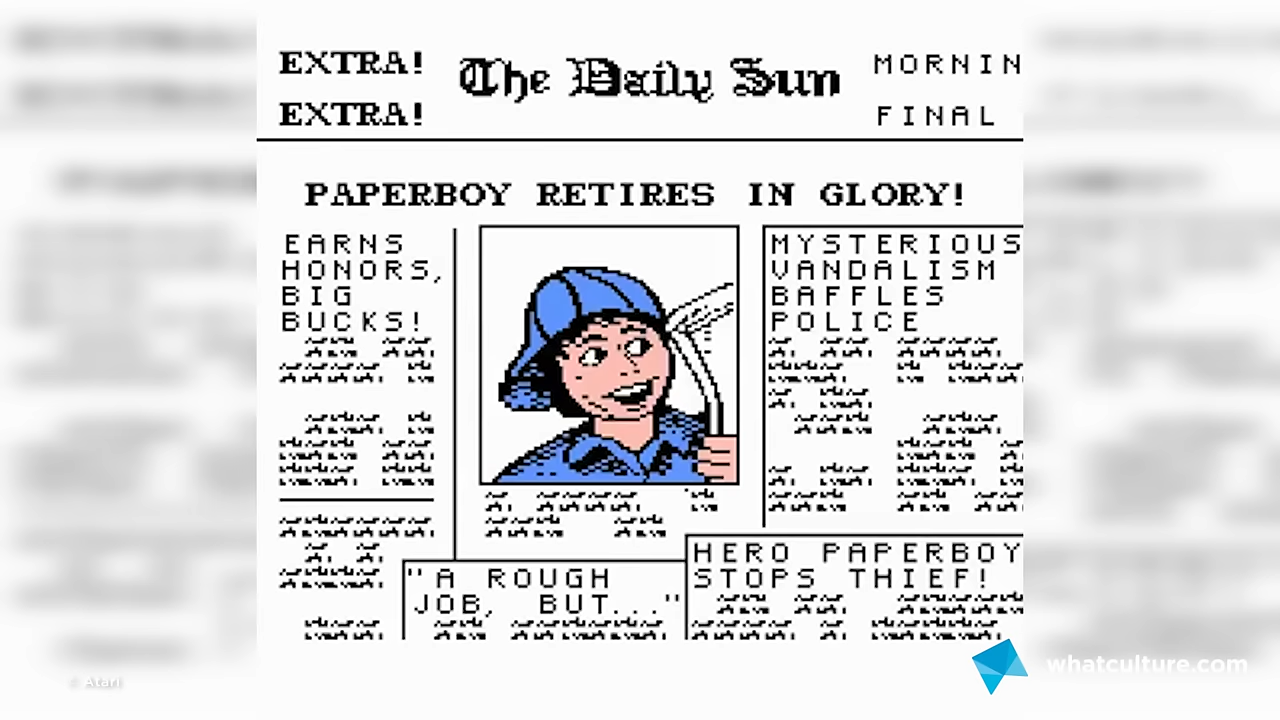 EXTRA!
EXTRA!
The Daily Sun
MORNIN
FINAL
PAPERBOY RETIRES IN GLORY!
EARNS
HONORS,
BIG
BUCKS!
MYSTERIOUS
VANDALISM
BAFFLES
POLICE
"A ROUGH
JOB, BUT..."
HERO PAPERBOY
STOPS THIEF!
© Atari
whatculture.com